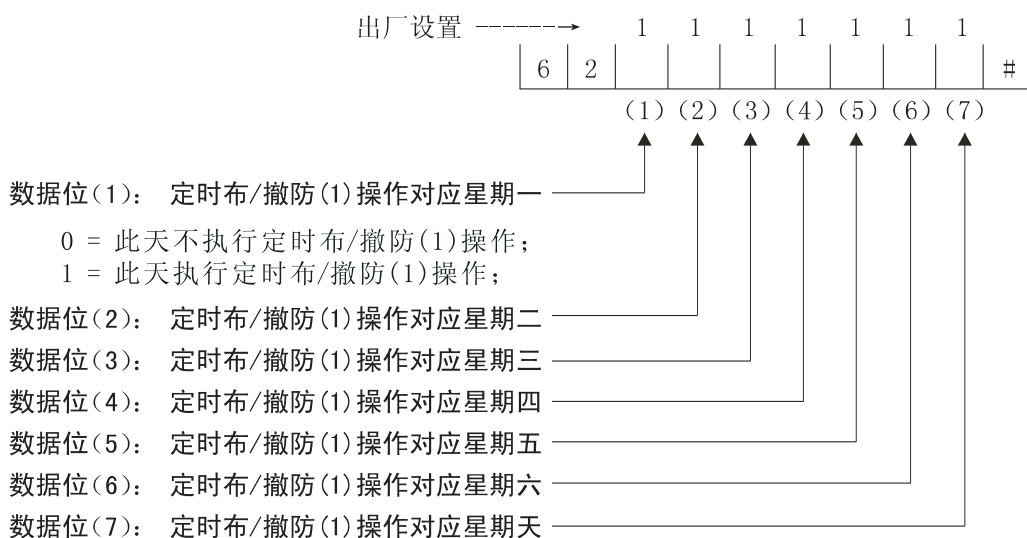 出厂设置 1 1 1 1 1 1 1
6 2 #
(1) (2) (3) (4) (5) (6) (7)
数据位(1): 定时布/撤防(1)操作对应星期一
0 = 此天不执行定时布/撤防(1)操作;
1 = 此天执行定时布/撤防(1)操作;
数据位(2): 定时布/撤防(1)操作对应星期二
数据位(3): 定时布/撤防(1)操作对应星期三
数据位(4): 定时布/撤防(1)操作对应星期四
数据位(5): 定时布/撤防(1)操作对应星期五
数据位(6): 定时布/撤防(1)操作对应星期六
数据位(7): 定时布/撤防(1)操作对应星期天